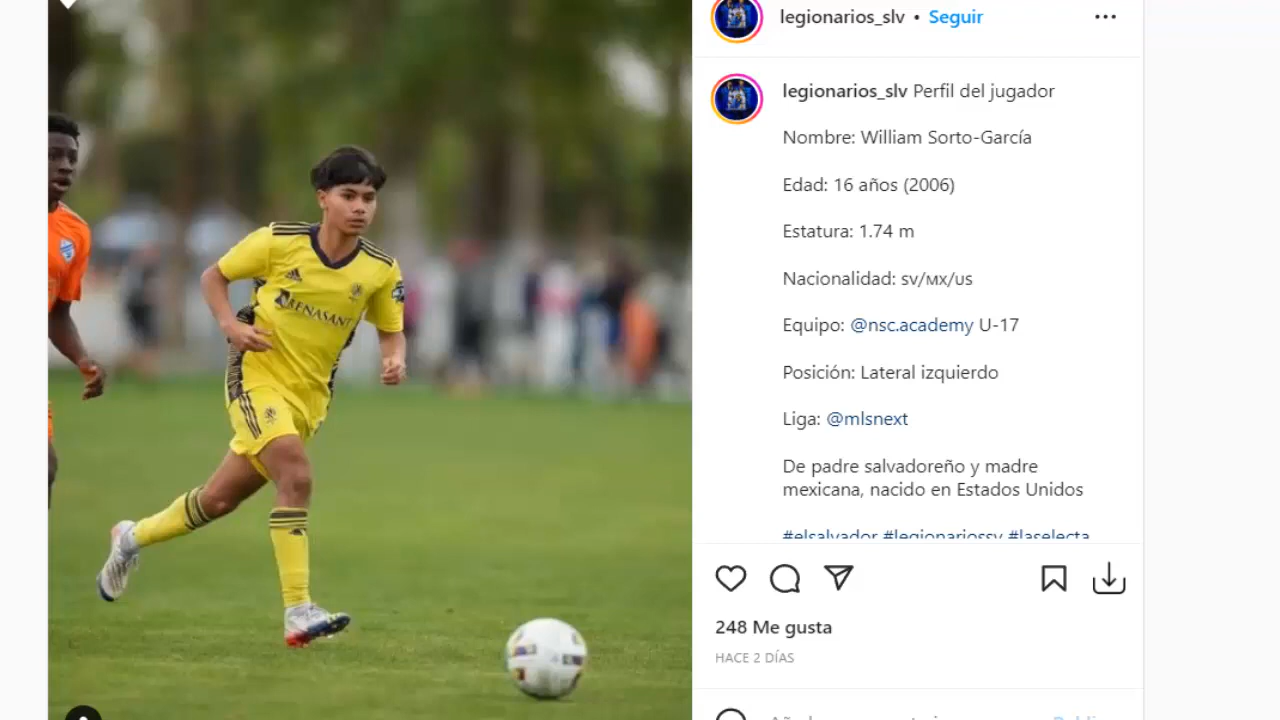 legionarios_slv • Seguir
legionarios_slv Perfil del jugador
Nombre: William Sorto-García
Edad: 16 años (2006)
Estatura: 1.74 m
Nacionalidad: sv/мx/us
Equipo: @nsc.academy U-17
Posición: Lateral izquierdo
Liga: @mlsnext
De padre salvadoreño y madre
mexicana, nacido en Estados Unidos
#elsalvador #legionariossv #laselecta
248 Me gusta
HACE 2 DÍAS
RENASANT